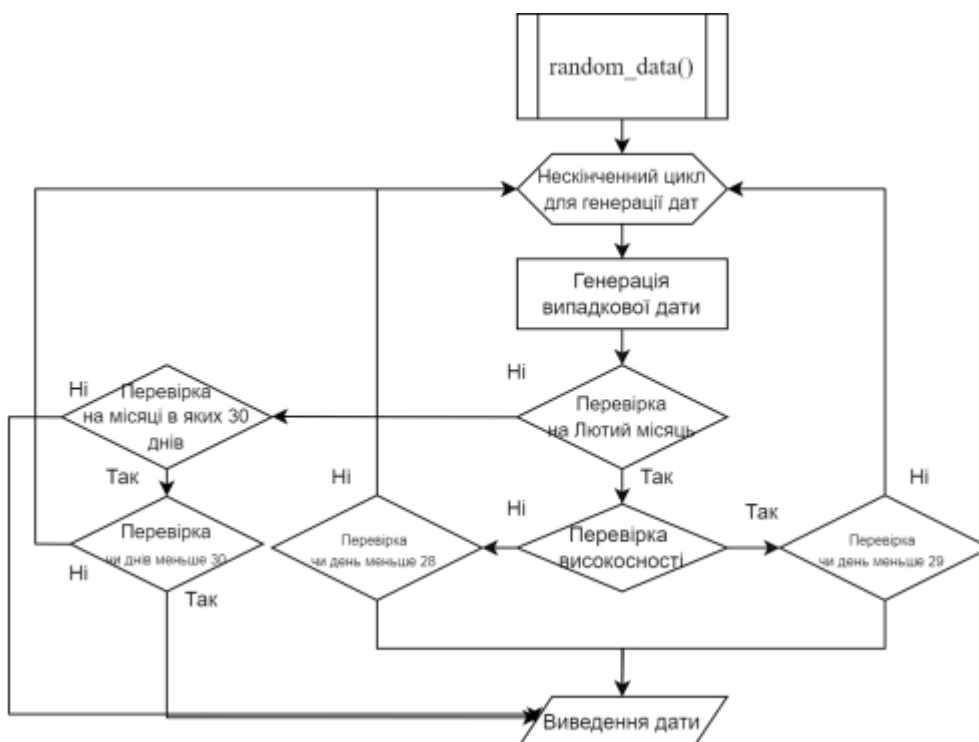 random_data()
Нескінченний цикл
для генерації дат
Генерація
випадкової дати
Ні
Перевірка
на Лютий місяць
Ні
Перевірка
на місяці в яких 30
днів
Так
Так
Перевірка
чи днів меньше 30
Ні
Так
Ні
Перевірка
чи день меньше 28
Ні
Перевірка
високосності
Так
Ні
Перевірка
чи день меньше 29
Виведення дати